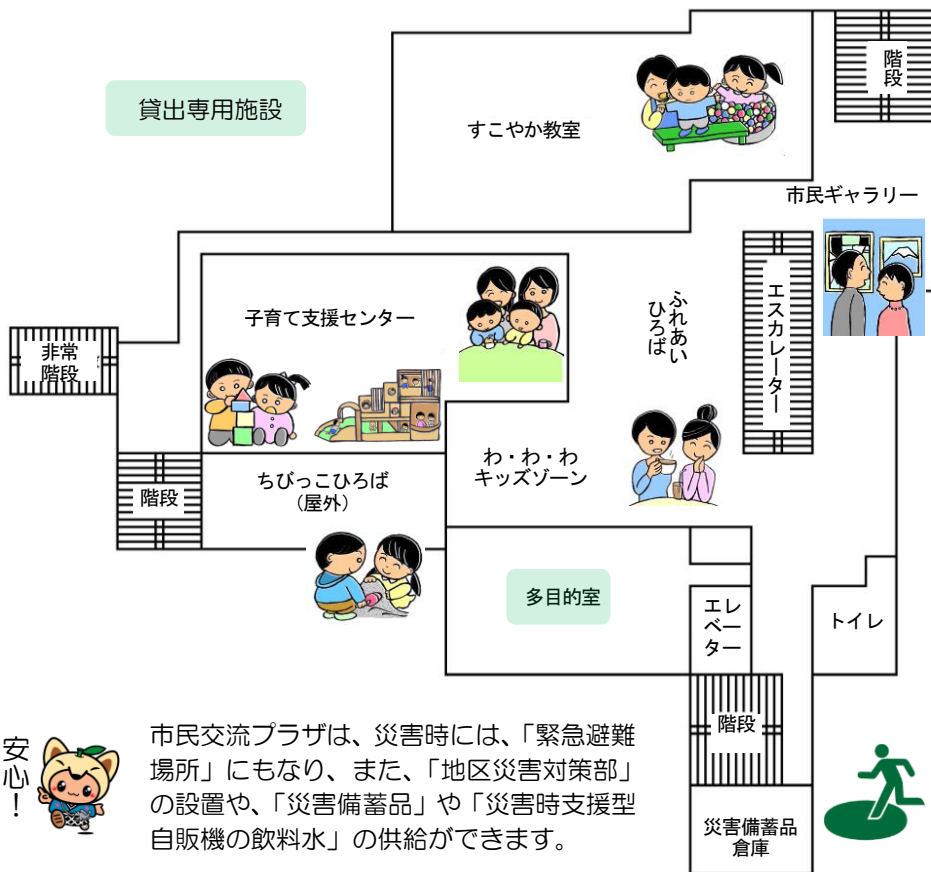 階段
貸出専用施設
すこやか教室
市民ギャラリー
子育て支援センター
ふれあい
ひろば
エスカレーター
非常
階段
わ・わ・わ
キッズゾーン
階段
ちびっこひろば
(屋外)
多目的室
エレ
ベー
ター
トイレ
階段
安心！
市民交流プラザは、災害時には、「緊急避難
場所」にもなり、また、「地区災害対策部」
の設置や、「災害備蓄品」や「災害時支援型
自販機の飲料水」の供給ができます。
災害備蓄品
倉庫